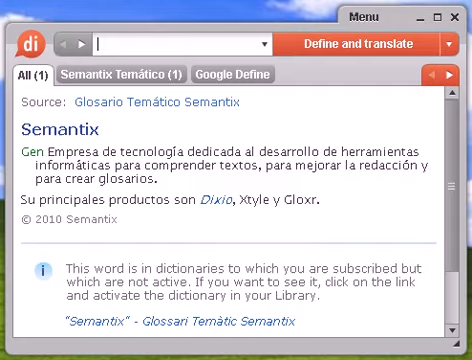 Menu
di
Define and translate
All (1)
Semantix Temático (1)
Google Define
Source: Glosario Temático Semantix
Semantix
Gen Empresa de tecnología dedicada al desarrollo de herramientas
informáticas para comprender textos, para mejorar la redacción y
para crear glosarios.
Su principales productos son Dixio, Xtyle y Gloxr.
© 2010 Semantix
i
This word is in dictionaries to which you are subscribed but
which are not active. If you want to see it, click on the link
and activate the dictionary in your Library.
"Semantix" - Glossari Temàtic Semantix